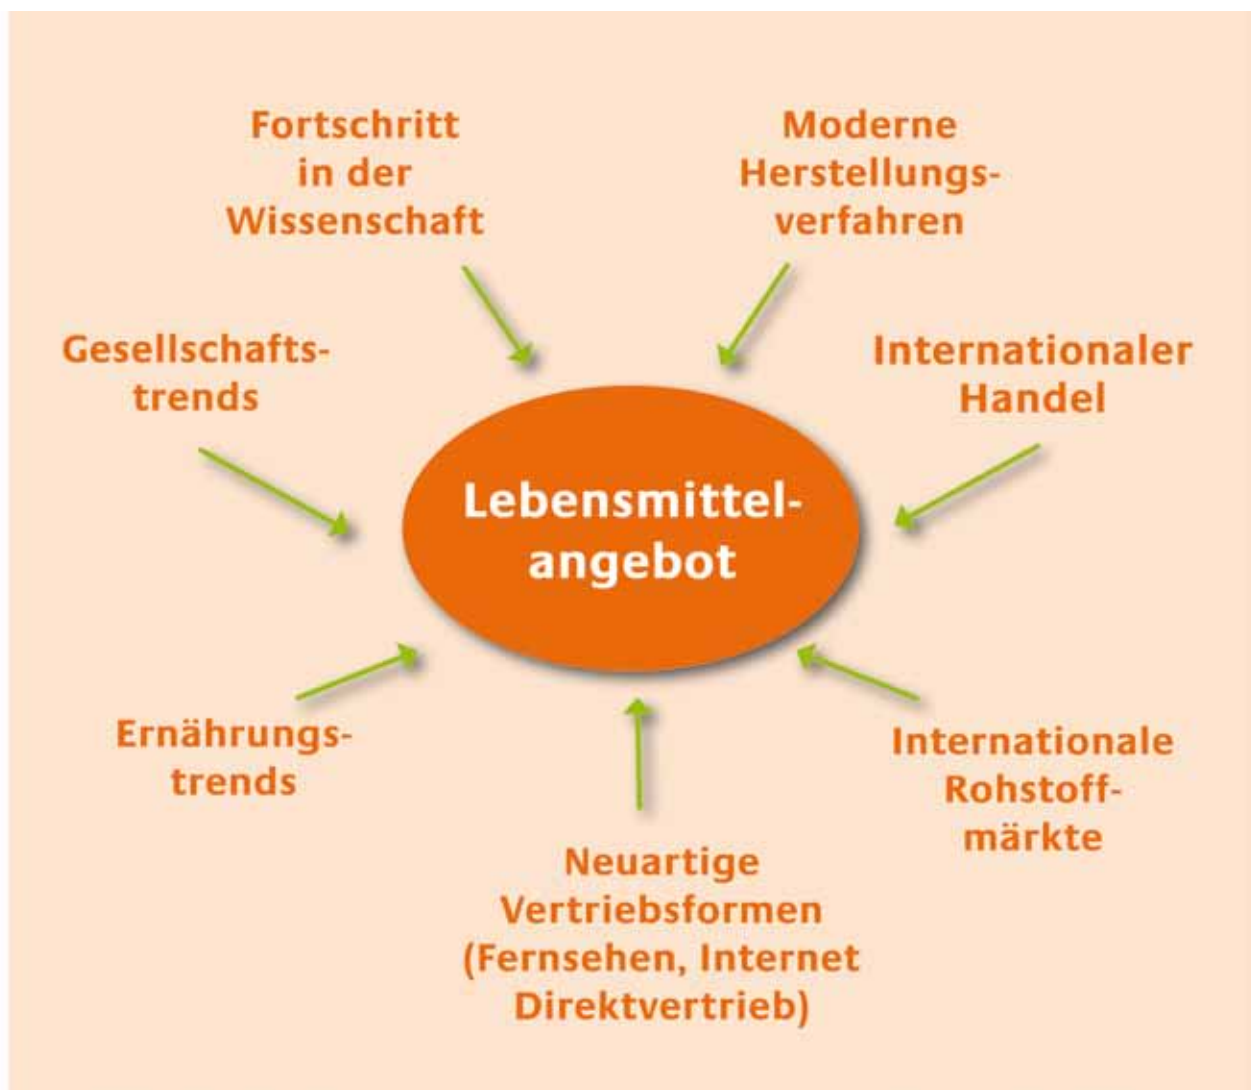 Fortschritt
in der
Wissenschaft
Moderne
Herstellungs-
verfahren
Gesellschafts-
trends
Internationaler
Handel
Lebensmittel-
angebot
Ernährungs-
trends
Internationale
Rohstoff-
märkte
Neuartige
Vertriebsformen
(Fernsehen, Internet
Direktvertrieb)